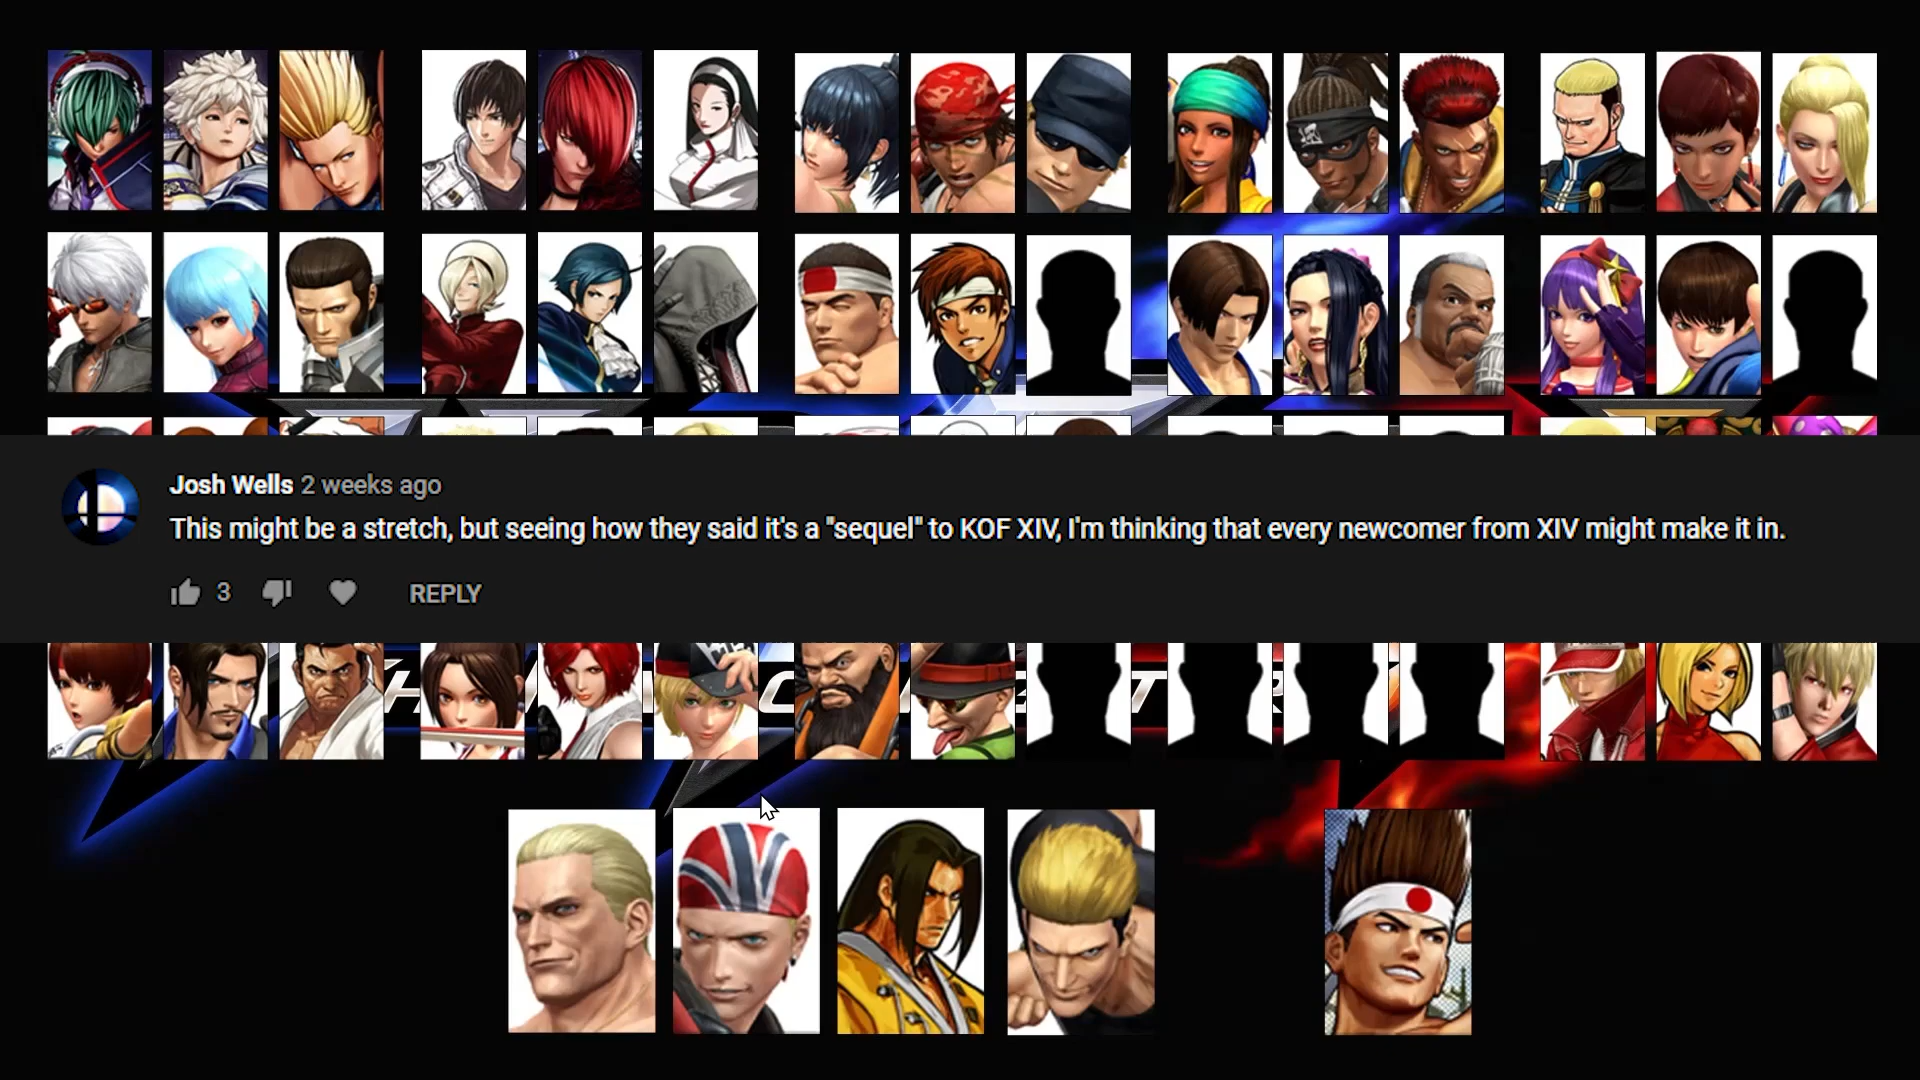 Josh Wells 2 weeks ago
This might be a stretch, but seeing how they said it's a "sequel" to KOF XIV, I'm thinking that every newcomer from XIV might make it in.
3 REPLY